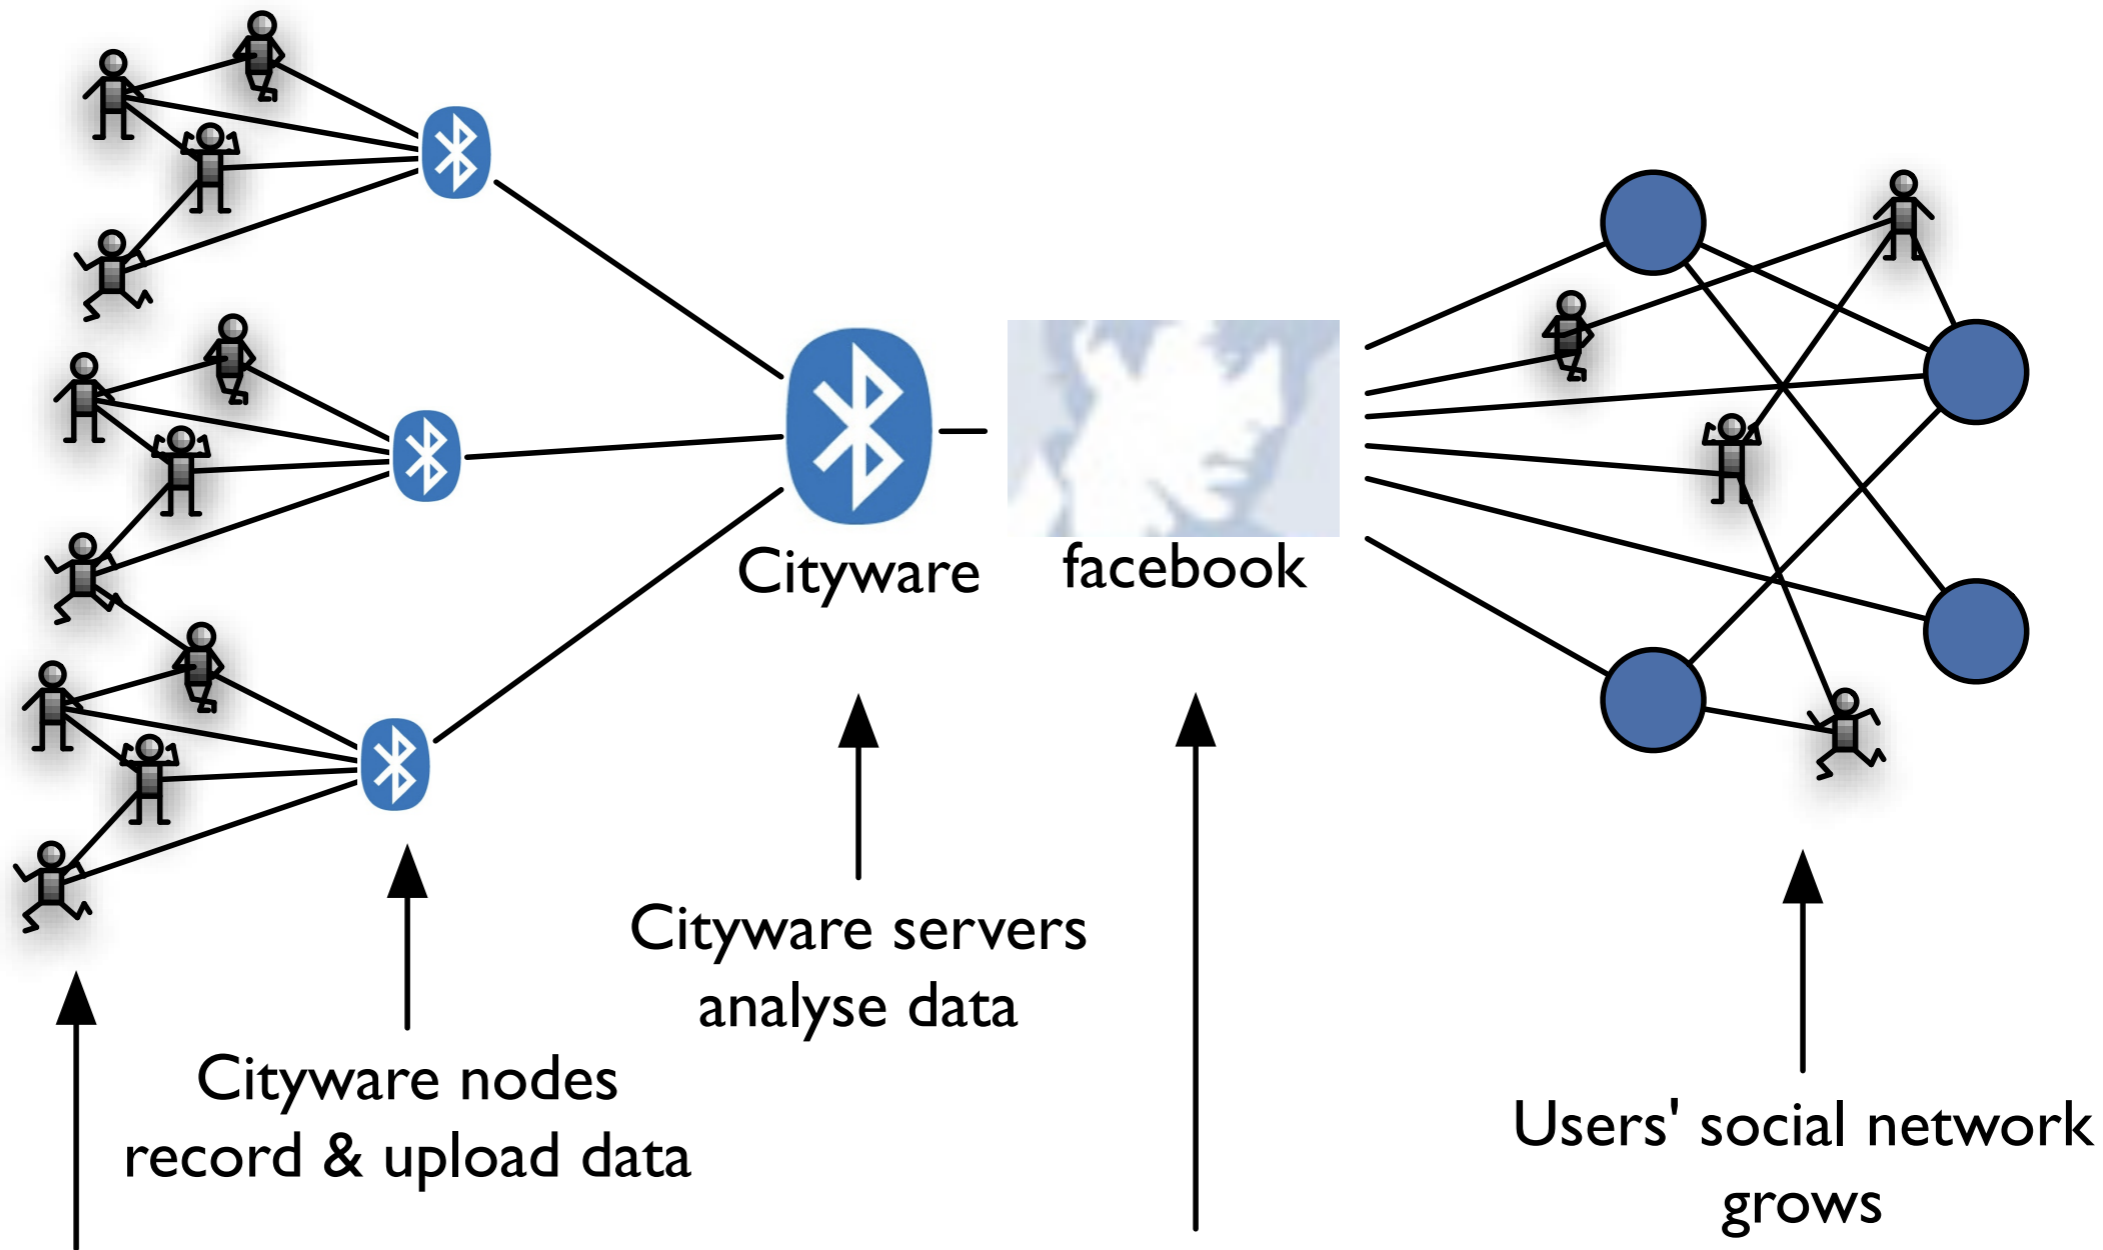 Cityware
facebook
Cityware servers
analyse data
Cityware nodes
record & upload data
Users' social network
grows